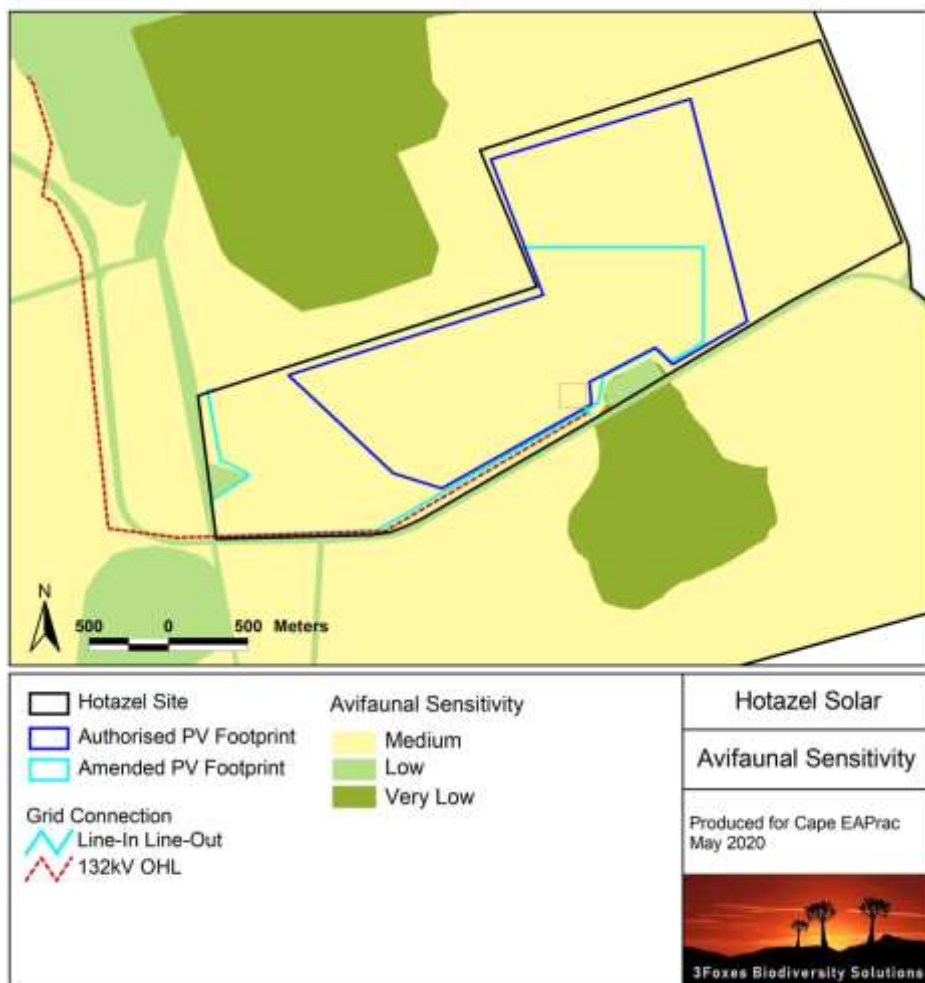 N
500 0 500 Meters
Hotazel Site
Authorised PV Footprint
Amended PV Footprint
Grid Connection
Line-In Line-Out
132kV OHL
Avifaunal Sensitivity
Medium
Low
Very Low
Hotazel Solar
Avifaunal Sensitivity
Produced for Cape EAPrac
May 2020
3Foxes Biodiversity Solutions